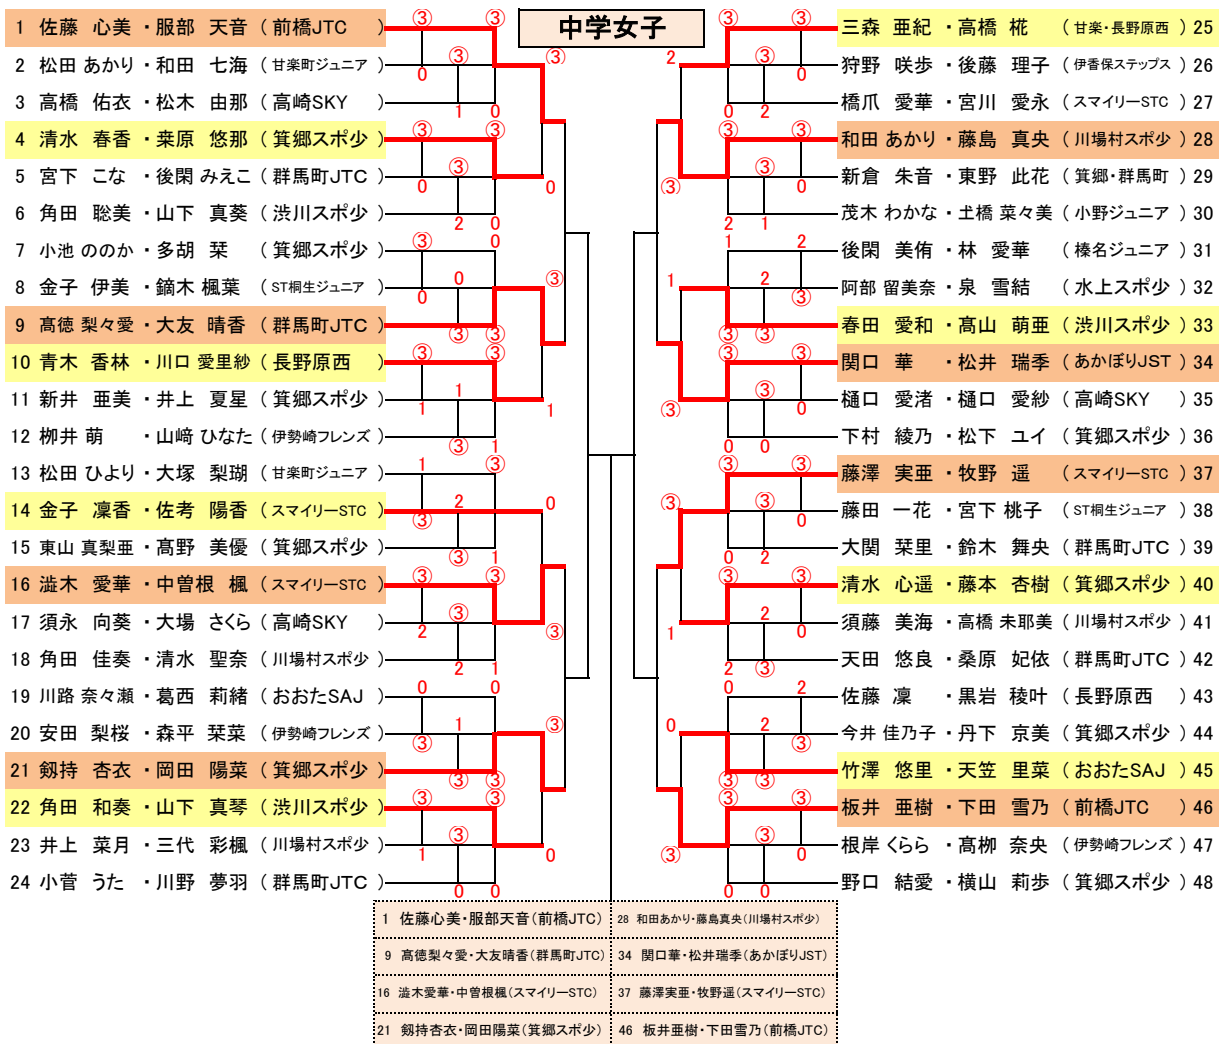 中学女子
1 佐藤 心美・服部 天音（前橋JTC）
2 松田 あかり・和田 七海（甘楽町ジュニア）
3 高橋 佑衣・松木 由那（高崎SKY）
4 清水 春香・桒原 悠那（箕郷スポ少）
5 宮下 こな・後閑 みえこ（群馬町JTC）
6 角田 聡美・山下 真葵（渋川スポ少）
7 小池 ののか・多胡 栞（箕郷スポ少）
8 金子 伊美・鏑木 楓葉（ST桐生ジュニア）
9 髙徳 梨々愛・大友 晴香（群馬町JTC）
10 青木 香林・川口 愛里紗（長野原西）
11 新井 亜美・井上 夏星（箕郷スポ少）
12 栁井 萌・山﨑 ひなた（伊勢崎フレンズ）
13 松田 ひより・大塚 梨瑚（甘楽町ジュニア）
14 金子 凜香・佐考 陽香（スマイリーSTC）
15 東山 真梨亜・髙野 美優（箕郷スポ少）
16 澁木 愛華・中曽根 楓（スマイリーSTC）
17 須永 向葵・大場 さくら（高崎SKY）
18 角田 佳奏・清水 聖奈（川場村スポ少）
19 川路 奈々瀬・葛西 莉緒（おおたSAJ）
20 安田 梨桜・森平 栞菜（伊勢崎フレンズ）
21 剱持 杏衣・岡田 陽菜（箕郷スポ少）
22 角田 和奏・山下 真琴（渋川スポ少）
23 井上 菜月・三代 彩楓（川場村スポ少）
24 小菅 うた・川野 夢羽（群馬町JTC）
三森 亜紀・高橋 椛（甘楽・長野原西）25
狩野 咲歩・後藤 理子（伊香保ステップス）26
橋爪 愛華・宮川 愛永（スマイリーSTC）27
和田 あかり・藤島 真央（川場村スポ少）28
新倉 朱音・東野 此花（箕郷・群馬町）29
茂木 わかな・土橋 菜々美（小野ジュニア）30
後閑 美侑・林 愛華（榛名ジュニア）31
阿部 留美奈・泉 雪結（水上スポ少）32
春田 愛和・髙山 萌亜（渋川スポ少）33
関口 華・松井 瑞季（あかぼりJST）34
樋口 愛渚・樋口 愛紗（高崎SKY）35
下村 綾乃・松下 ユイ（箕郷スポ少）36
藤澤 実亜・牧野 遥（スマイリーSTC）37
藤田 一花・宮下 桃子（ST桐生ジュニア）38
大関 栞里・鈴木 舞央（群馬町JTC）39
清水 心遥・藤本 杏樹（箕郷スポ少）40
須藤 美海・高橋 未耶美（川場村スポ少）41
天田 悠良・桑原 妃依（群馬町JTC）42
佐藤 凜・黒岩 稜叶（長野原西）43
今井 佳乃子・丹下 京美（箕郷スポ少）44
竹澤 悠里・天笠 里菜（おおたSAJ）45
板井 亜樹・下田 雪乃（前橋JTC）46
根岸 くらら・髙栁 奈央（伊勢崎フレンズ）47
野口 結愛・横山 莉歩（箕郷スポ少）48
1 佐藤心美・服部天音（前橋JTC） 28 和田あかり・藤島真央（川場村スポ少）
9 髙徳梨々愛・大友晴香（群馬町JTC） 34 関口華・松井瑞季（あかぼりJST）
16 澁木愛華・中曽根楓（スマイリーSTC） 37 藤澤実亜・牧野遥（スマイリーSTC）
21 剱持杏衣・岡田陽菜（箕郷スポ少） 46 板井亜樹・下田雪乃（前橋JTC）